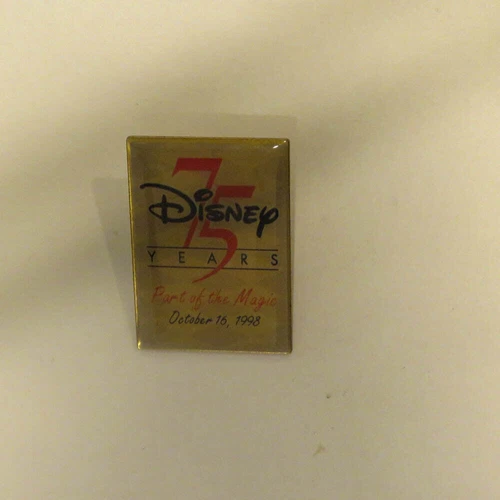 75
Disney
YEARS
Part of the Magic
October 16, 1998